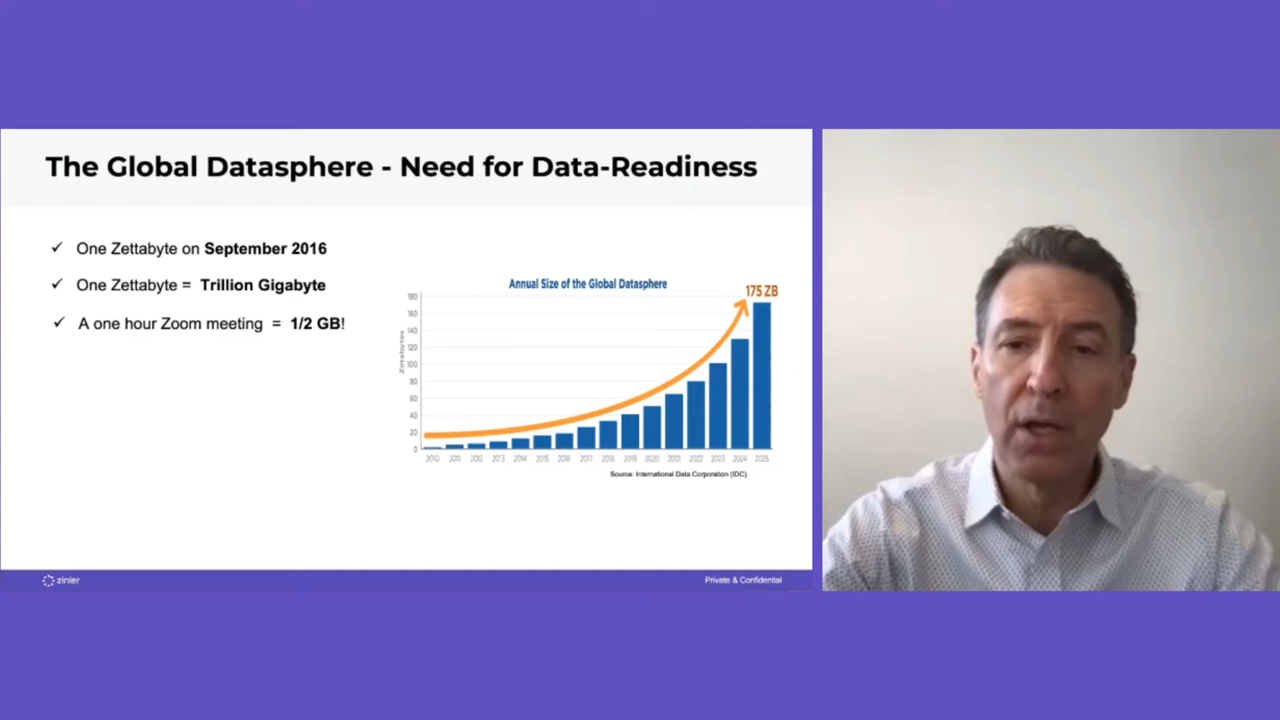 The Global Datasphere - Need for Data-Readiness
✓ One Zettabyte on September 2016
✓ One Zettabyte = Trillion Gigabyte
✓ A one hour Zoom meeting = 1/2 GB!
Annual Size of the Global Datasphere
175 ZB
Zetabytes
180
160
140
120
100
80
60
40
20
0
2010 2011 2012 2013 2014 2015 2016 2017 2018 2019 2020 2021 2022 2023 2024 2025
Source: International Data Corporation (IDC)
zinier
Private & Confidential